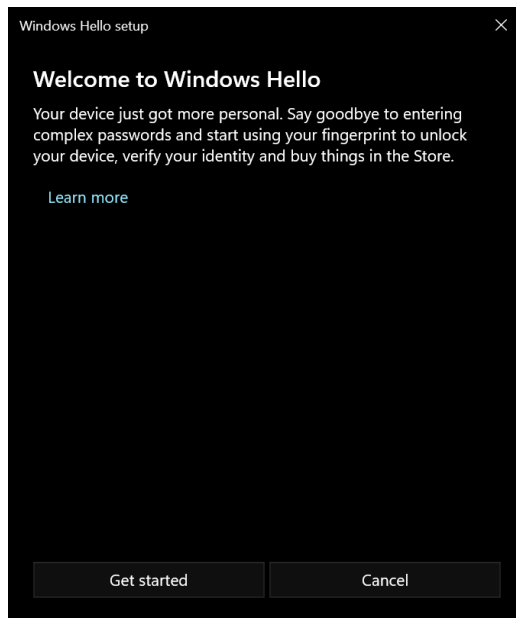 Windows Hello setup
Welcome to Windows Hello
Your device just got more personal. Say goodbye to entering
complex passwords and start using your fingerprint to unlock
your device, verify your identity and buy things in the Store.
Learn more
Get started
Cancel